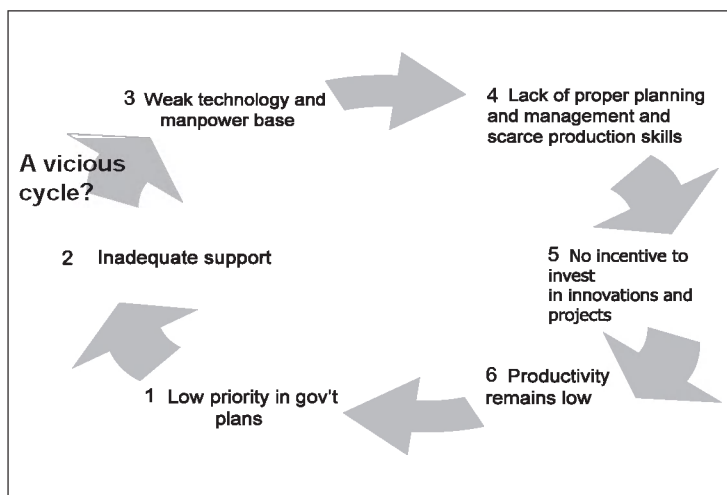 A vicious
cycle?
1 Low priority in gov't
plans
2 Inadequate support
3 Weak technology and
manpower base
4 Lack of proper planning
and management and
scarce production skills
5 No incentive to
invest
in innovations and
projects
6 Productivity
remains low